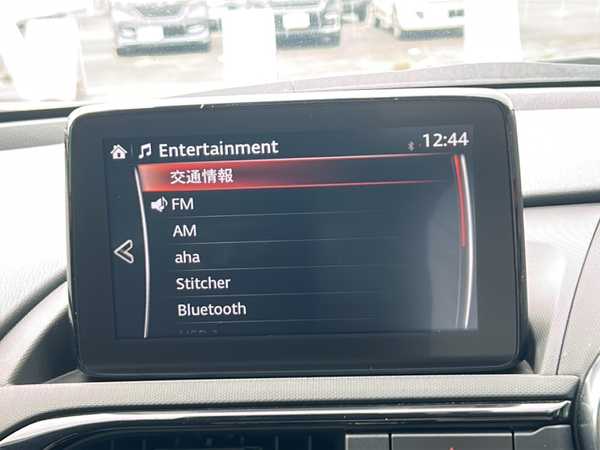 Entertainment
12:44
交通情報
FM
AM
aha
Stitcher
Bluetooth